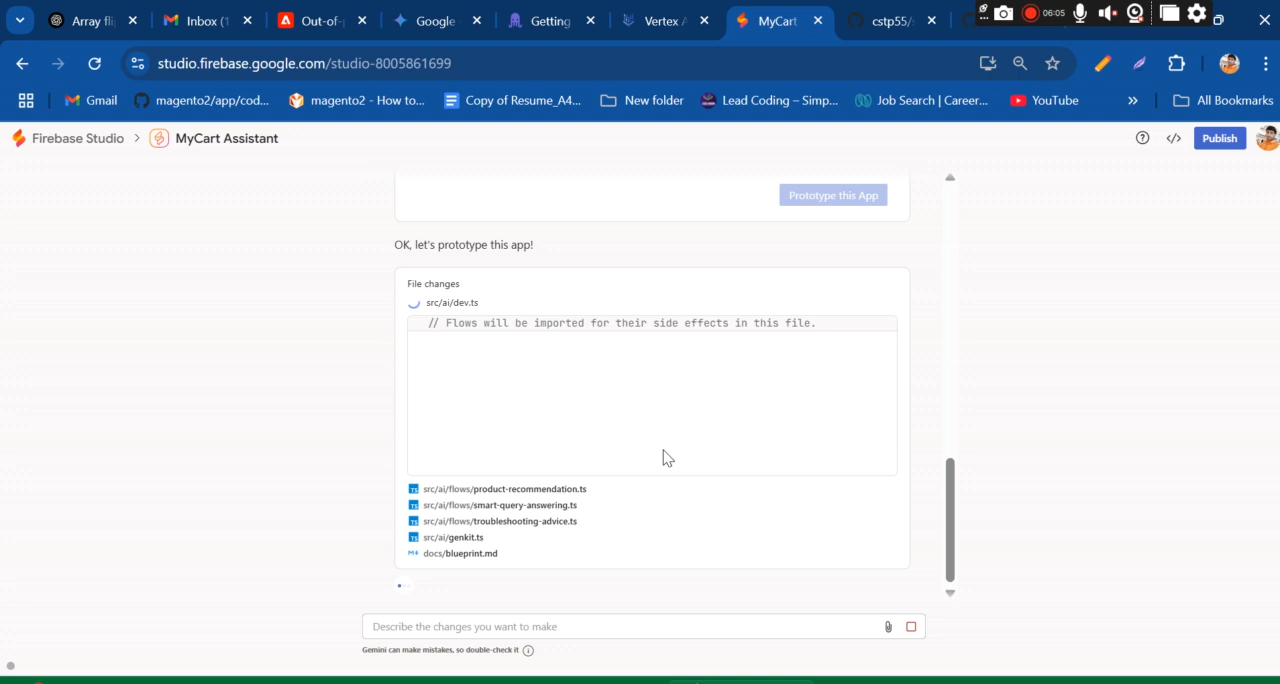 Array fli
Inbox (1
Out-of-
Google
Getting
Vertex A
MyCart
cstp55/
06:05
studio.firebase.google.com/studio-8005861699
Gmail
magento2/app/cod...
magento2 - How to...
Copy of Resume_A4...
New folder
Lead Coding – Simp...
Job Search | Career...
YouTube
»
All Bookmarks
Firebase Studio > MyCart Assistant
Publish
Prototype this App
OK, let's prototype this app!
File changes
src/ai/dev.ts
// Flows will be imported for their side effects in this file.
TS src/ai/flows/product-recommendation.ts
TS src/ai/flows/smart-query-answering.ts
TS src/ai/flows/troubleshooting-advice.ts
TS src/ai/genkit.ts
M+ docs/blueprint.md
Describe the changes you want to make
Gemini can make mistakes, so double-check it